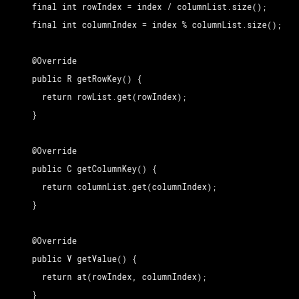 final int rowIndex = index / columnList.size();
final int columnIndex = index % columnList.size();
@Override
public R getRowKey() {
return rowList.get(rowIndex);
}
@Override
public C getColumnKey() {
return columnList.get(columnIndex);
}
@Override
public V getValue() {
return at(rowIndex, columnIndex);
}